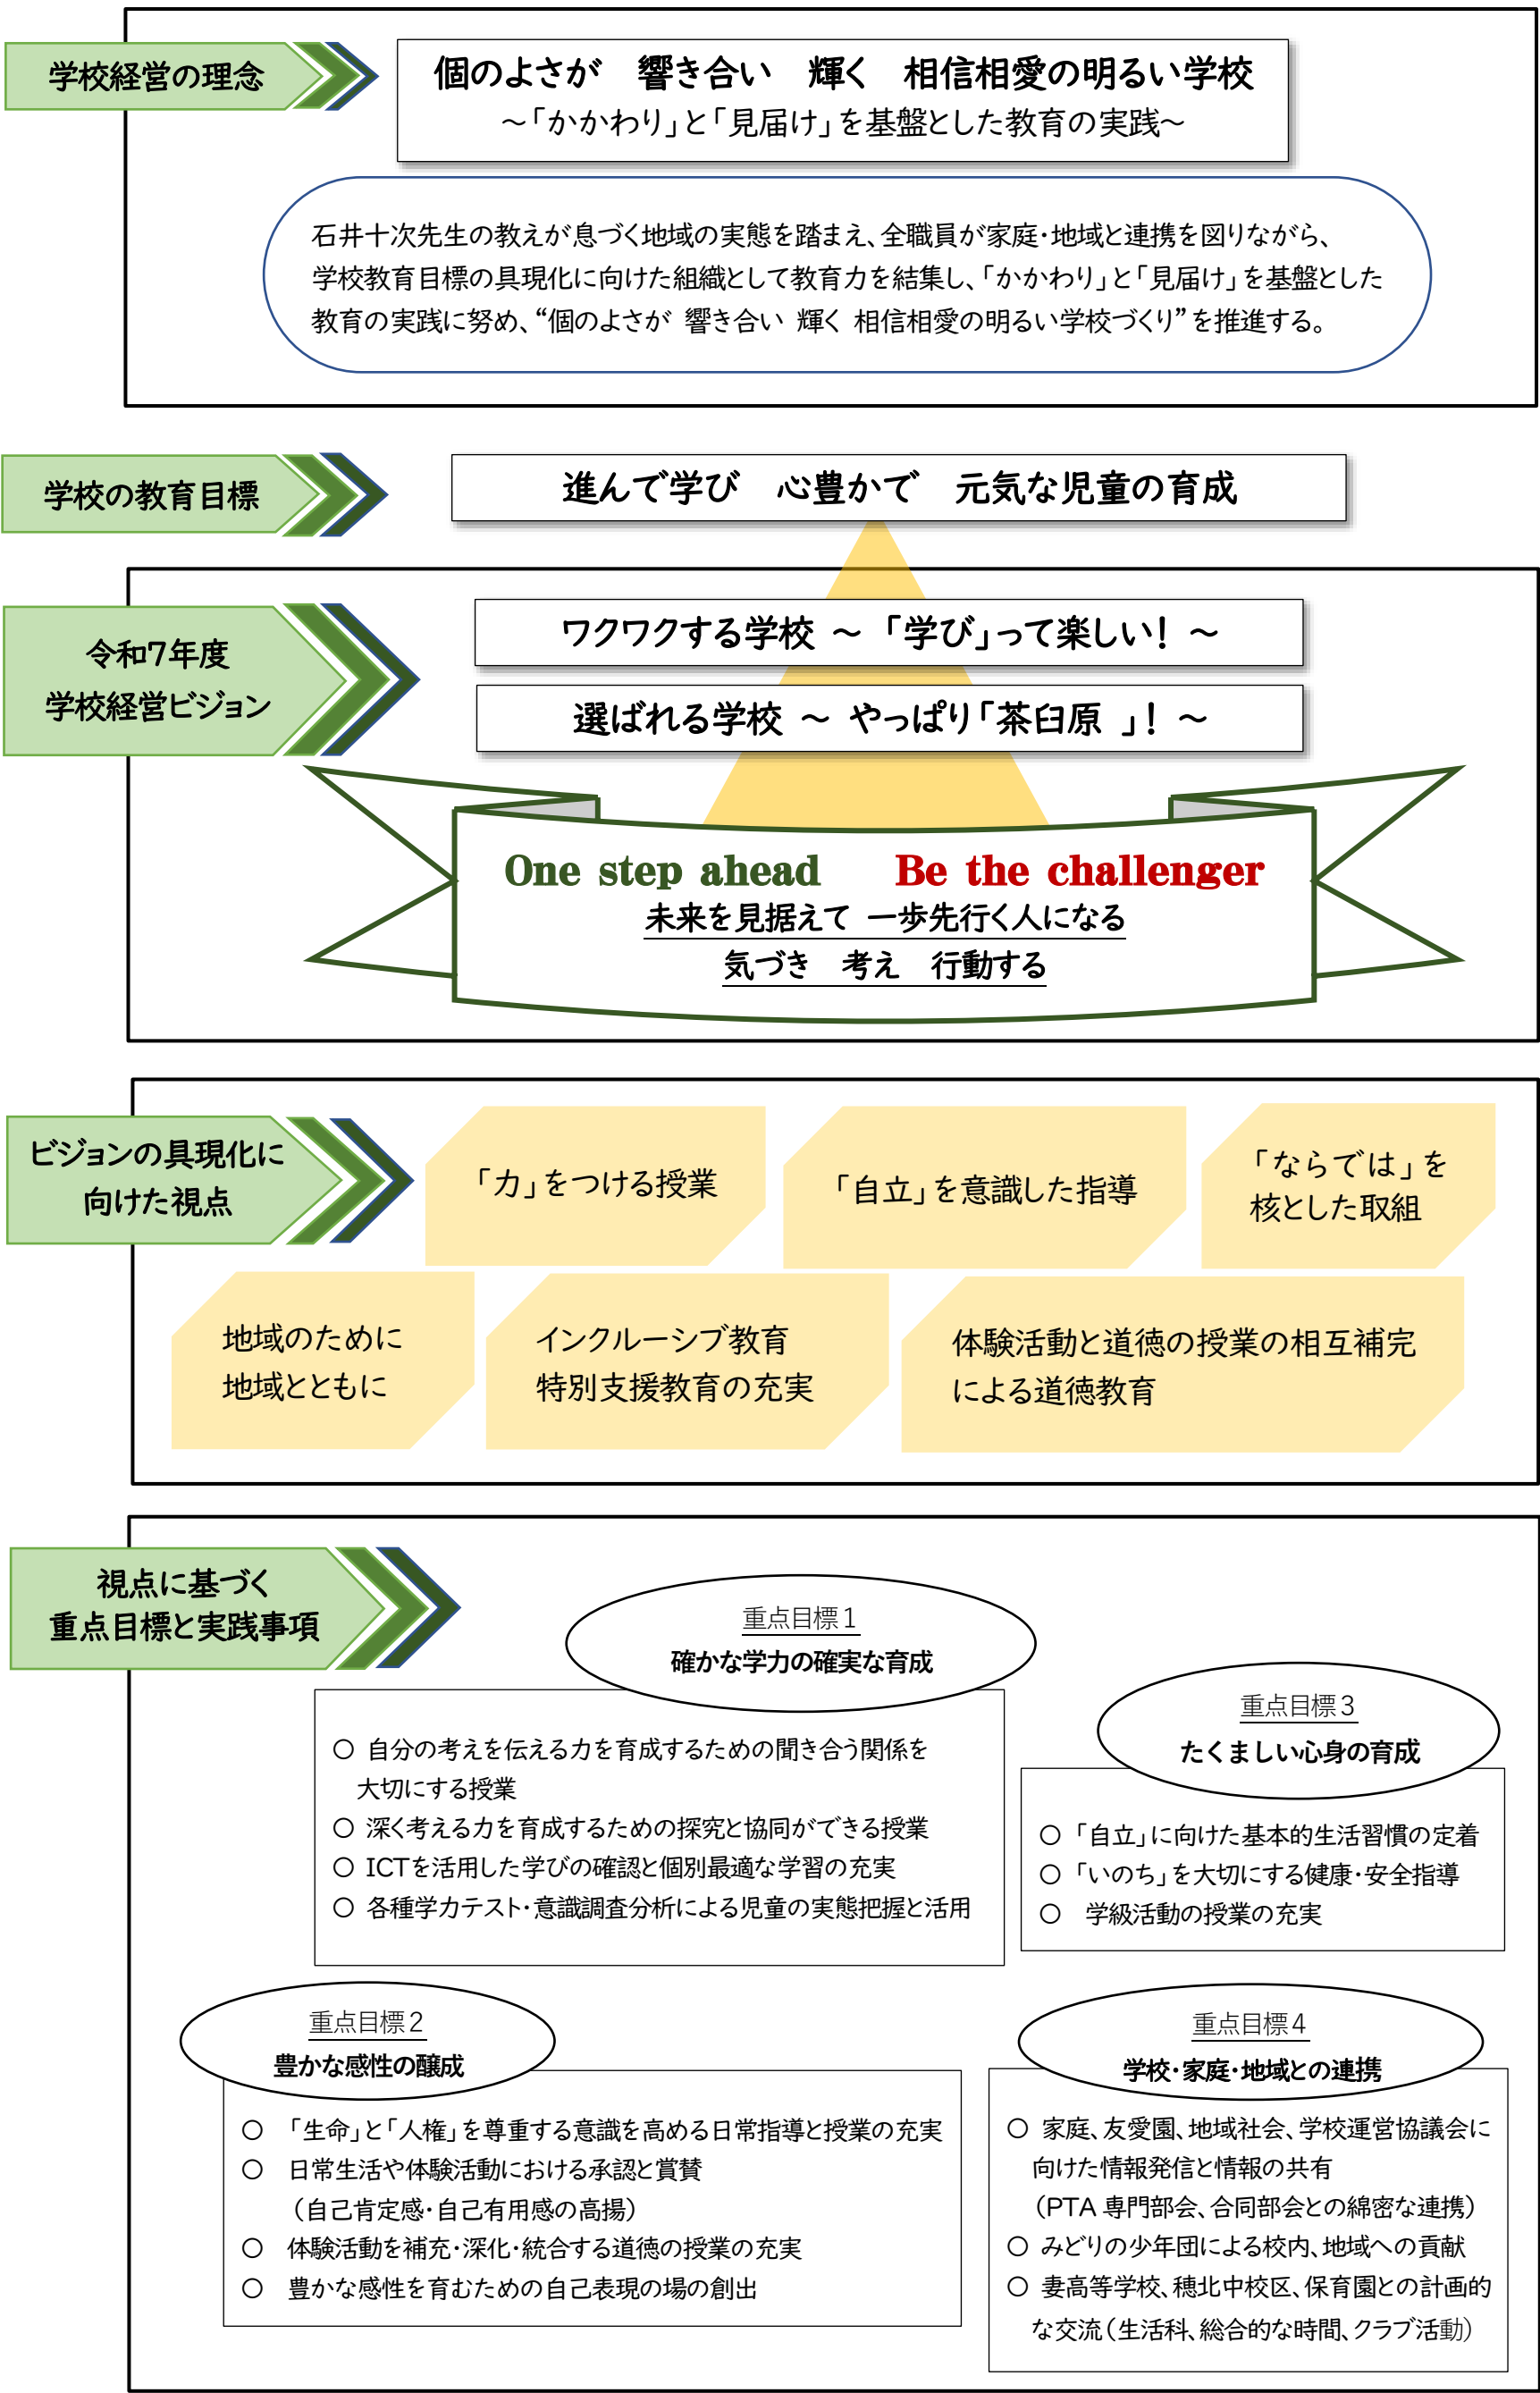 学校経営の理念
個のよさが　響き合い　輝く　相信相愛の明るい学校
～「かかわり」と「見届け」を基盤とした教育の実践～
石井十次先生の教えが息づく地域の実態を踏まえ、全職員が家庭・地域と連携を図りながら、
学校教育目標の具現化に向けた組織として教育力を結集し、「かかわり」と「見届け」を基盤とした
教育の実践に努め、“個のよさが 響き合い 輝く 相信相愛の明るい学校づくり”を推進する。
学校の教育目標
進んで学び　心豊かで　元気な児童の育成
令和7年度
学校経営ビジョン
ワクワクする学校 ～ 「学び」って楽しい！ ～
選ばれる学校 ～ やっぱり「茶臼原 」！ ～
One step ahead　Be the challenger
未来を見据えて 一歩先行く人になる
気づき　考え　行動する
ビジョンの具現化に
向けた視点
「力」をつける授業
「自立」を意識した指導
「ならでは」を
核とした取組
地域のために
地域とともに
インクルーシブ教育
特別支援教育の充実
体験活動と道徳の授業の相互補完
による道徳教育
視点に基づく
重点目標と実践事項
重点目標１
確かな学力の確実な育成
○ 自分の考えを伝える力を育成するための聞き合う関係を
大切にする授業
○ 深く考える力を育成するための探究と協同ができる授業
○ ICTを活用した学びの確認と個別最適な学習の充実
○ 各種学力テスト・意識調査分析による児童の実態把握と活用
重点目標３
たくましい心身の育成
○「自立」に向けた基本的生活習慣の定着
○「いのち」を大切にする健康・安全指導
○　学級活動の授業の充実
重点目標２
豊かな感性の醸成
○　「生命」と「人権」を尊重する意識を高める日常指導と授業の充実
○　日常生活や体験活動における承認と賞賛
（自己肯定感・自己有用感の高揚）
○　体験活動を補充・深化・統合する道徳の授業の充実
○　豊かな感性を育むための自己表現の場の創出
重点目標４
学校・家庭・地域との連携
○ 家庭、友愛園、地域社会、学校運営協議会に
向けた情報発信と情報の共有
（PTA 専門部会、合同部会との綿密な連携）
○ みどりの少年団による校内、地域への貢献
○ 妻高等学校、穂北中校区、保育園との計画的
な交流（生活科、総合的な時間、クラブ活動）